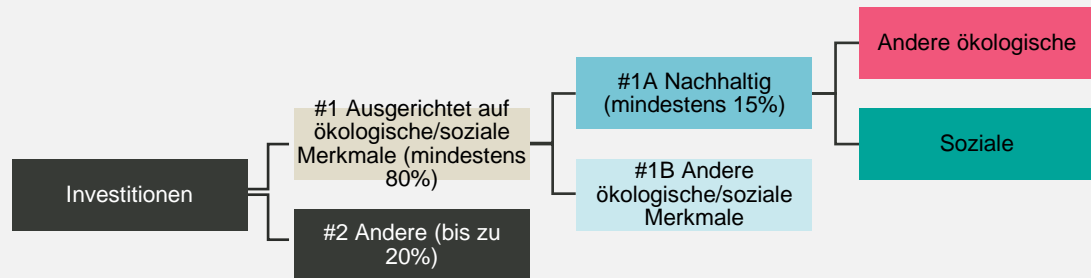 Investitionen
#1 Ausgerichtet auf
ökologische/soziale
Merkmale (mindestens
80%)
#2 Andere (bis zu
20%)
#1A Nachhaltig
(mindestens 15%)
#1B Andere
ökologische/soziale
Merkmale
Andere ökologische
Soziale